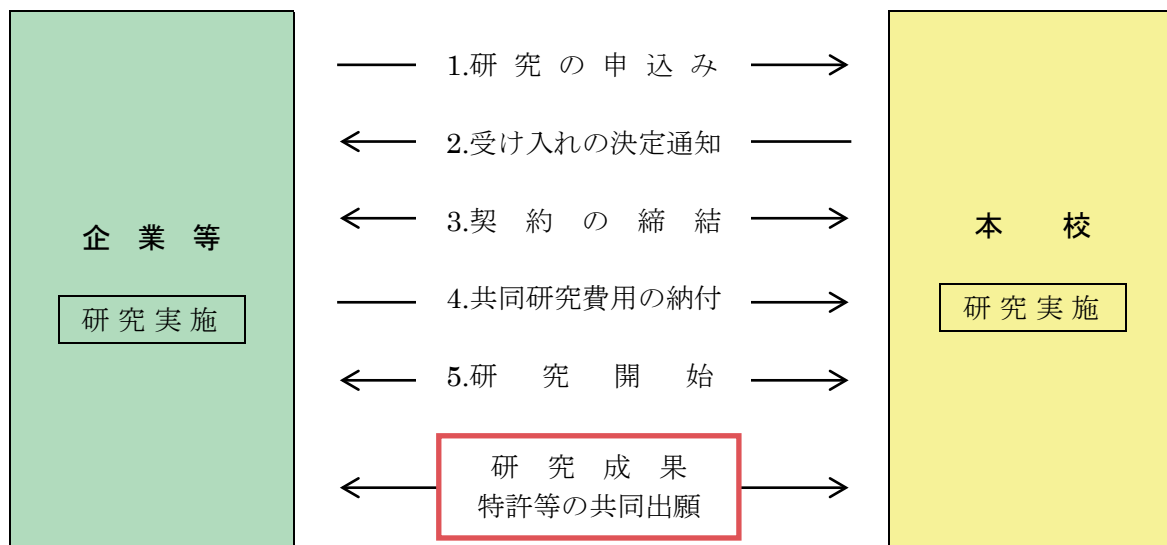 企業等
研究実施
1.研究の申込み
2.受け入れの決定通知
3.契約の締結
4.共同研究費用の納付
5.研究開始
研究成果
特許等の共同出願
本校
研究実施